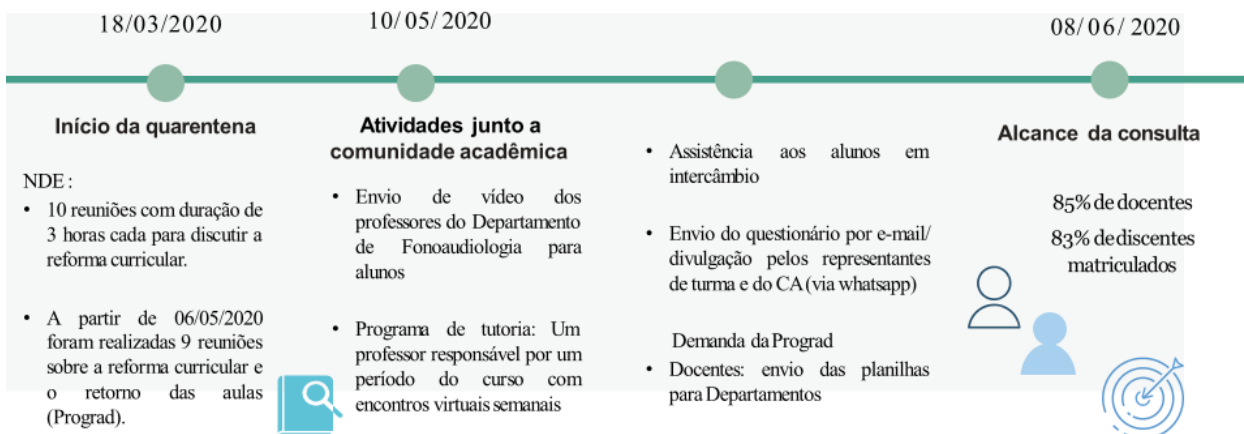 18/03/2020
Início da quarentena
NDE :
• 10 reuniões com duração de
3 horas cada para discutir a
reforma curricular.
• A partir de 06/05/2020
foram realizadas 9 reuniões
sobre a reforma curricular e
o retorno das aulas
(Prograd).
10/05/2020
Atividades junto a
comunidade acadêmica
• Envio de vídeo dos
professores do Departamento
de Fonoaudiologia para
alunos
• Programa de tutoria: Um
professor responsável por um
período do curso com
encontros virtuais semanais
• Assistência aos alunos em
intercâmbio
• Envio do questionário por e-mail/
divulgação pelos representantes
de turma e do CA (via whatsapp)
Demanda da Prograd
• Docentes: envio das planilhas
para Departamentos
08/06/2020
Alcance da consulta
85% de docentes
83% de discentes
matriculados